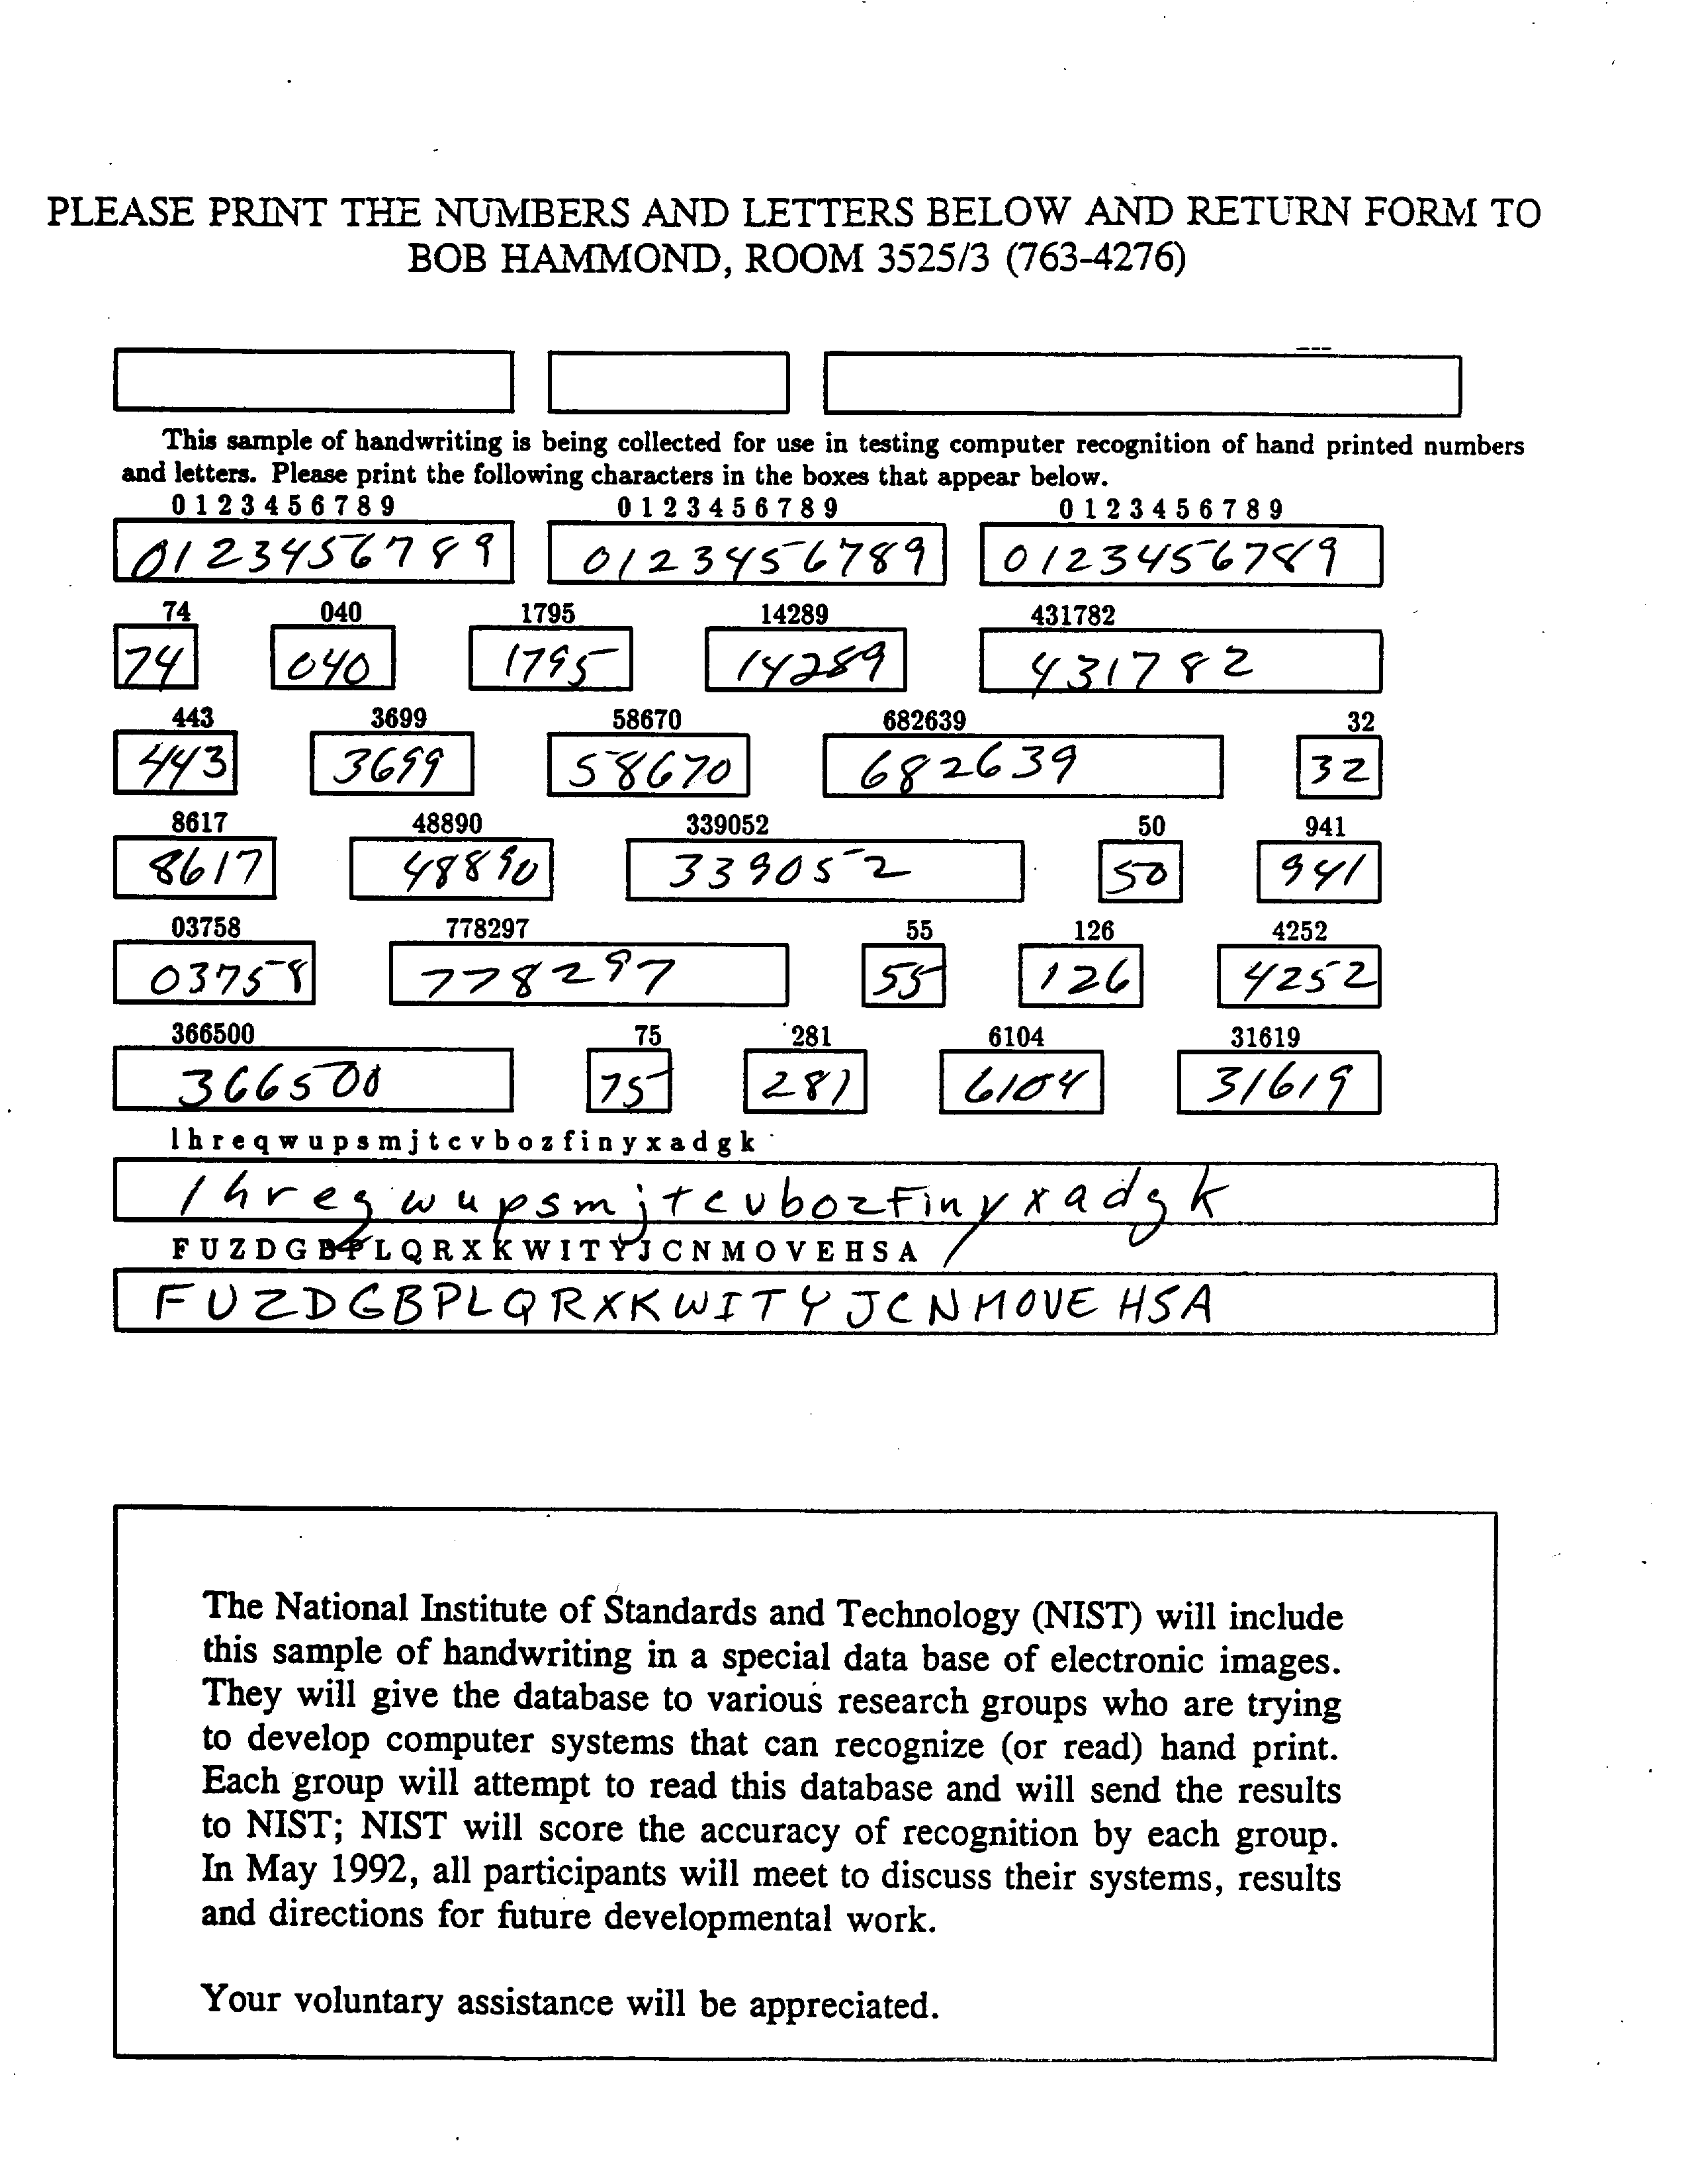 PLEASE PRINT THE NUMBERS AND LETTERS BELOW AND RETURN FORM TO
BOB HAMMOND, ROOM 3525/3 (763-4276)
This sample of handwriting is being collected for use in testing computer recognition of hand printed numbers
and letters. Please print the following characters in the boxes that appear below.
0 1 2 3 4 5 6 7 8 9 0 1 2 3 4 5 6 7 8 9 0 1 2 3 4 5 6 7 8 9
0123456789 0123456789 0123456789
74 040 1795 14289 431782
74 040 1795 14289 431782
443 3699 58670 682639 32
443 3699 58670 682639 32
8617 48890 339052 50 941
8617 48890 339052 50 941
03758 778297 55 126 4252
03758 778297 55 126 4252
366500 75 281 6104 31619
366500 75 281 6104 31619
l h r e q w u p s m j t c v b o z f i n y x a d g k
l h r e q w u p s m j t c v b o z f i n y x a d g k
F U Z D G B P L Q R X K W I T Y J C N M O V E H S A
F U Z D G B P L Q R X K W I T Y J C N M O V E H S A
The National Institute of Standards and Technology (NIST) will include
this sample of handwriting in a special data base of electronic images.
They will give the database to various research groups who are trying
to develop computer systems that can recognize (or read) hand print.
Each group will attempt to read this database and will send the results
to NIST; NIST will score the accuracy of recognition by each group.
In May 1992, all participants will meet to discuss their systems, results
and directions for future developmental work.
Your voluntary assistance will be appreciated.